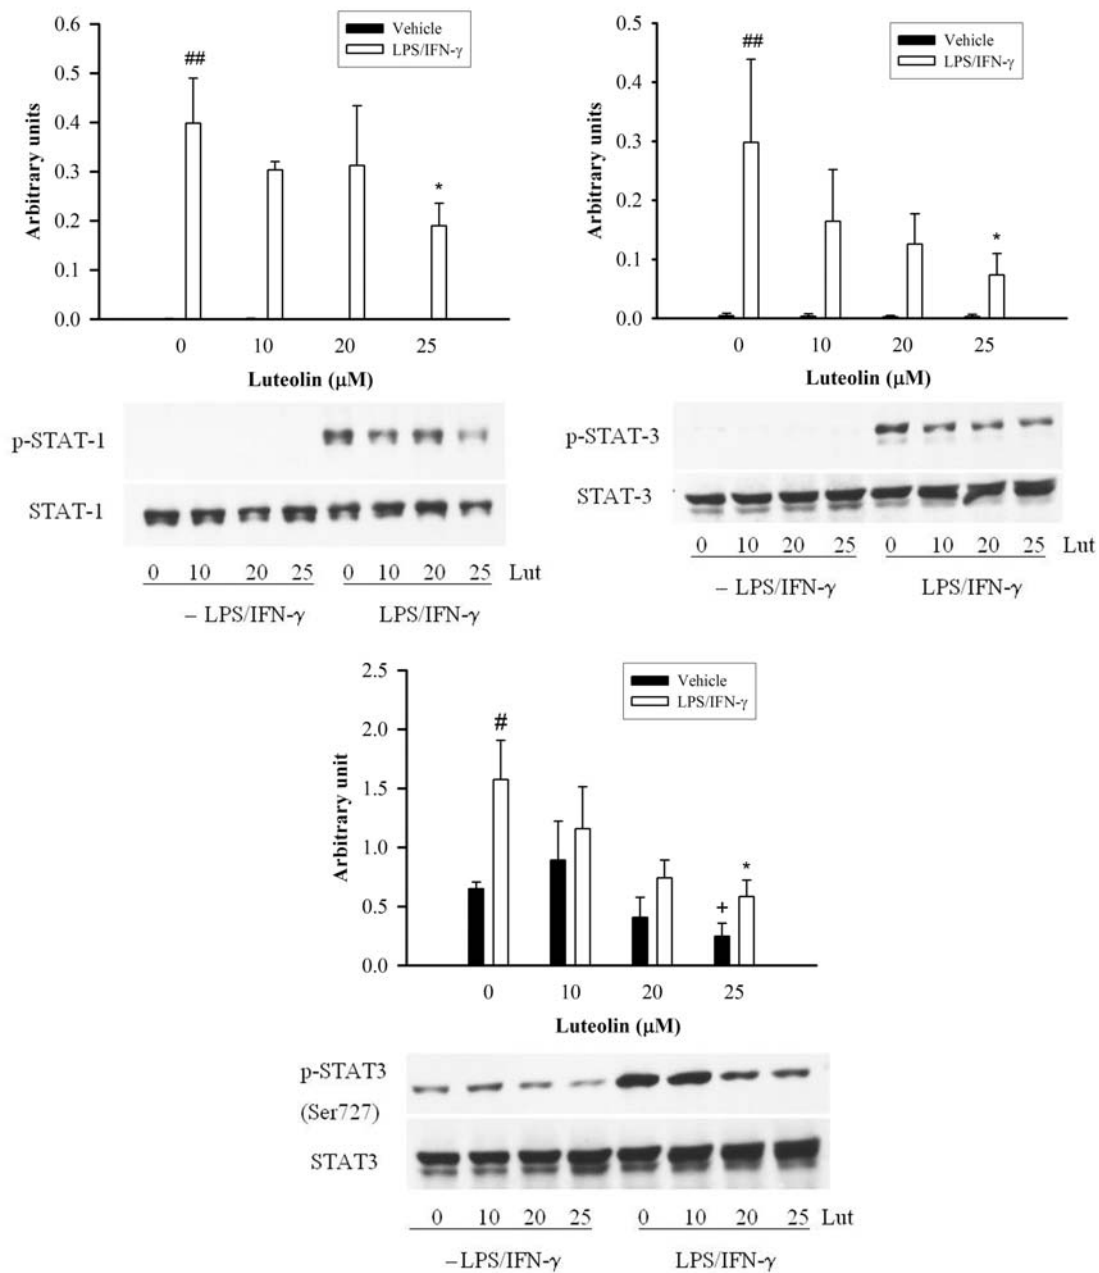 0.6
0.5
0.4
0.3
0.2
0.1
0.0
Arbitrary units
Vehicle
LPS/IFN-γ
##
*
0 10 20 25
Luteolin (μM)
p-STAT-1
STAT-1
0 10 20 25 0 10 20 25 Lut
– LPS/IFN-γ LPS/IFN-γ
0.5
0.4
0.3
0.2
0.1
0.0
Arbitrary units
Vehicle
LPS/IFN-γ
##
*
0 10 20 25
Luteolin (μM)
p-STAT-3
STAT-3
0 10 20 25 0 10 20 25 Lut
– LPS/IFN-γ LPS/IFN-γ
2.5
2.0
1.5
1.0
0.5
0.0
Arbitrary unit
Vehicle
LPS/IFN-γ
#
+
*
0 10 20 25
Luteolin (μM)
p-STAT3
(Ser727)
STAT3
0 10 20 25 0 10 20 25 Lut
– LPS/IFN-γ LPS/IFN-γ